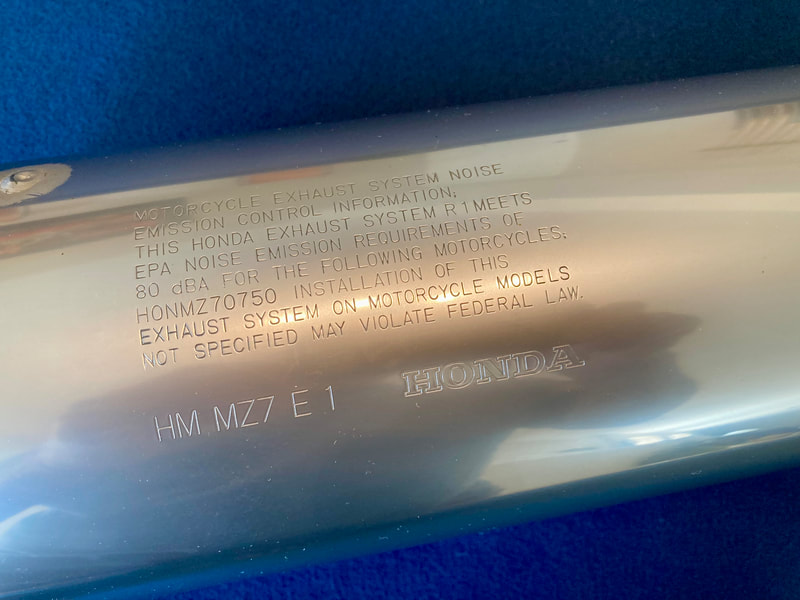 MOTORCYCLE EXHAUST SYSTEM NOISE
EMISSION CONTROL INFORMATION;
THIS HONDA EXHAUST SYSTEM R1MEETS
EPA NOISE EMISSION REQUIREMENTS OF
80 dBA FOR THE FOLLOWING MOTORCYCLES;
HONMZ70750 INSTALLATION OF THIS
EXHAUST SYSTEM ON MOTORCYCLE MODELS
NOT SPECIFIED MAY VIOLATE FEDERAL LAW.
HM MZ7 E 1
HONDA